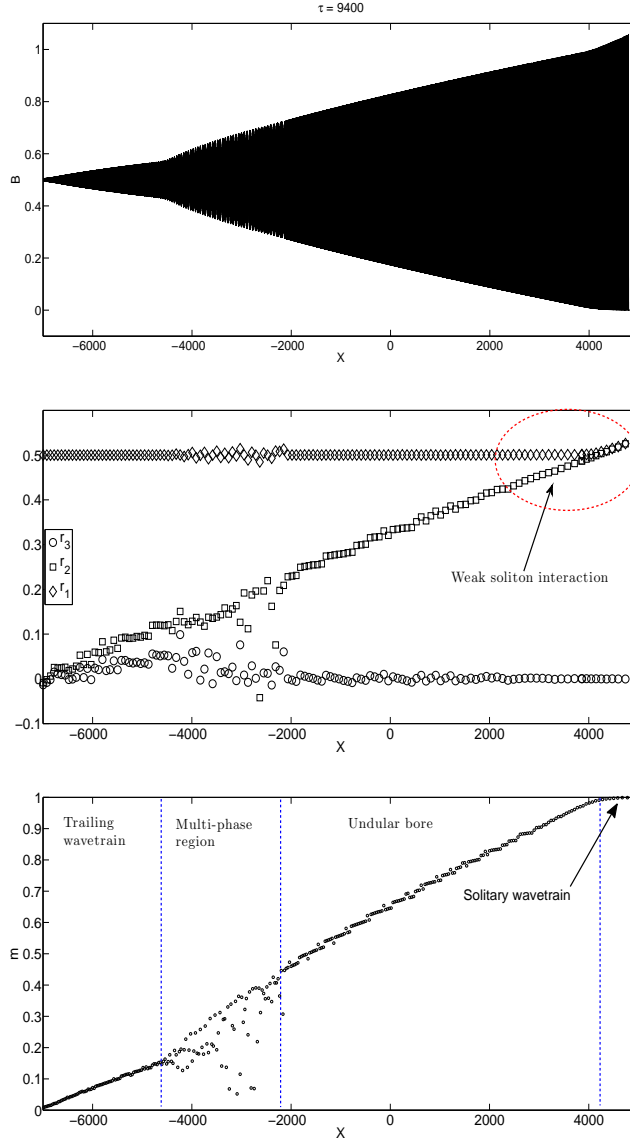 τ = 9400
1
0.8
0.6
0.4
0.2
0
B
−6000 −4000 −2000 0 2000 4000
X
0.5
0.4
0.3
0.2
0.1
0
−0.1
r3
r2
r1
Weak soliton interaction
−6000 −4000 −2000 0 2000 4000
X
1
0.9
0.8
0.7
0.6
0.5
0.4
0.3
0.2
0.1
0
m
Trailing
wavetrain
Multi-phase
region
Undular bore
Solitary wavetrain
−6000 −4000 −2000 0 2000 4000
X